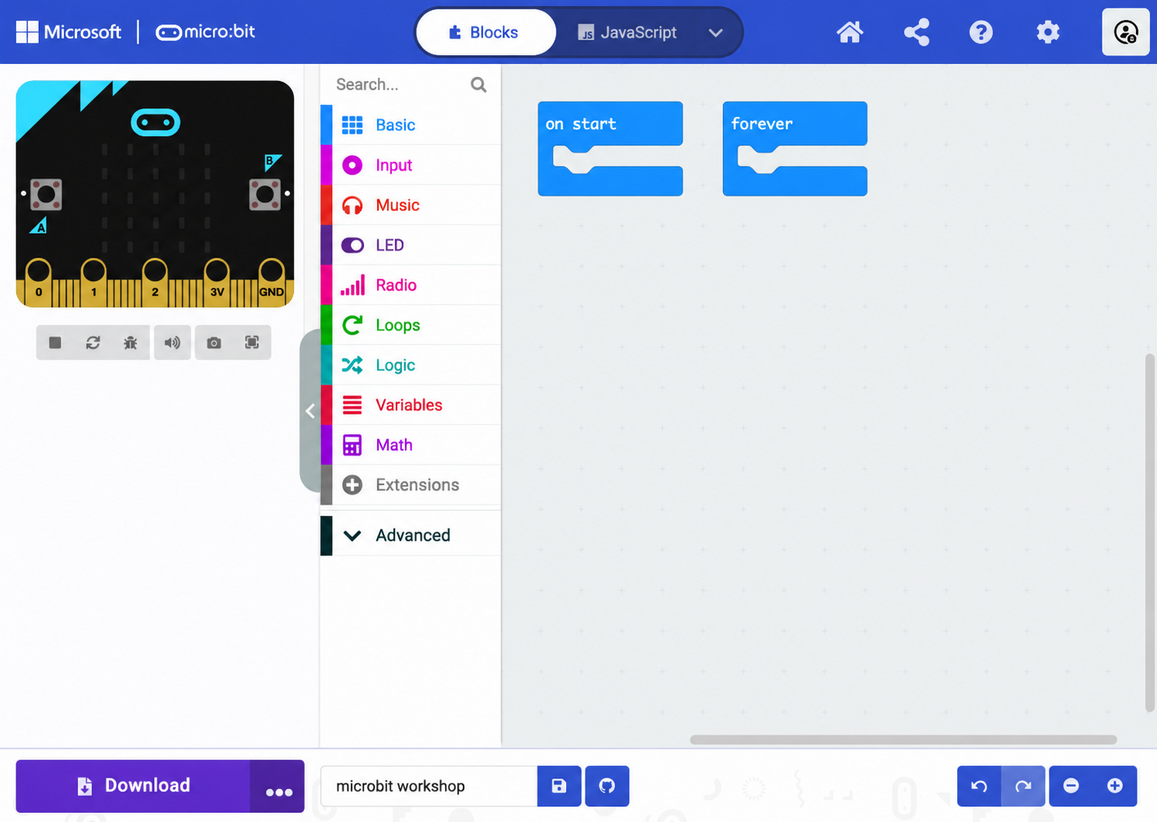 Microsoft
micro:bit
Blocks
JS JavaScript
Search...
Basic
Input
Music
LED
Radio
Loops
Logic
Variables
Math
Extensions
Advanced
B
A
0 1 2 3V GND
on start
forever
Download
microbit workshop